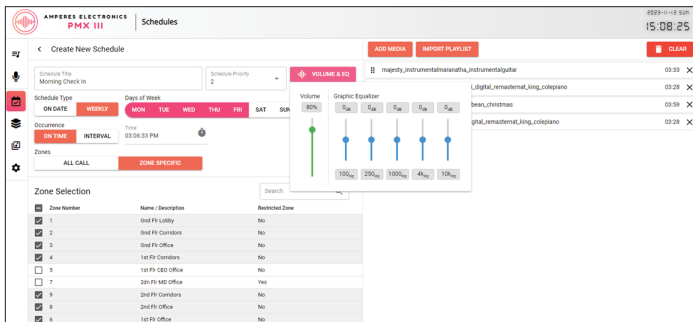 AMPERES ELECTRONICS
PMX III
Schedules
2023-11-12 SUN
15:08:25
Create New Schedule
ADD MEDIA
IMPORT PLAYLIST
CLEAR
Schedule Title
Morning Check In
Schedule Priority
2
VOLUME & EQ
majesty_instrumentalmaranatha_instrumentalguitar
03:33
Schedule Type
ON DATE
WEEKLY
Days of Week
MON
TUE
WED
THU
FRI
SAT
SUN
Volume
80%
Graphic Equalizer
0dB
0dB
0dB
0dB
0dB
_digital_remasternat_king_colepiano
03:28
bean_christmas
03:59
gital_remasternat_king_colepiano
03:28
Occurrence
ON TIME
INTERVAL
Time
03:06:33 PM
Zones
ALL CALL
ZONE SPECIFIC
100Hz
250Hz
1000Hz
4kHz
10kHz
Zone Selection
Search
Zone Number
Name / Description
Restricted Zone
1
Gnd Flr Lobby
No
2
Gnd Flr Corridors
No
3
Gnd Flr Office
No
4
1st Flr Corridors
No
5
1st Flr CEO Office
No
7
2dn Flr MD Office
Yes
9
2nd Flr Corridors
No
8
2nd Flr Office
No
6
1st Flr Office
No